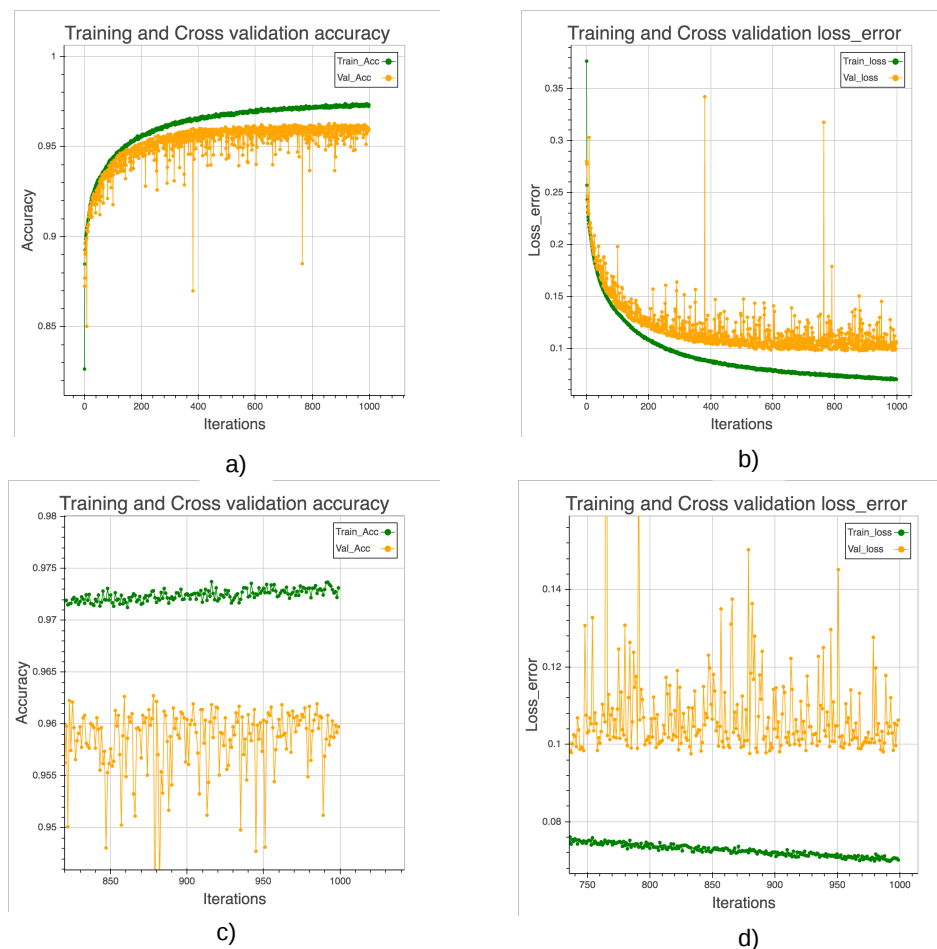 Training and Cross validation accuracy
Train_Acc
Val_Acc
1
0.95
0.9
0.85
Accuracy
0 200 400 600 800 1000
Iterations
a)
Training and Cross validation loss_error
Train_loss
Val_loss
0.35
0.3
0.25
0.2
0.15
0.1
Loss_error
0 200 400 600 800 1000
Iterations
b)
Training and Cross validation accuracy
Train_Acc
Val_Acc
0.98
0.975
0.97
0.965
0.96
0.955
0.95
Accuracy
850 900 950 1000
Iterations
c)
Training and Cross validation loss_error
Train_loss
Val_loss
0.14
0.12
0.1
0.08
Loss_error
750 800 850 900 950 1000
Iterations
d)